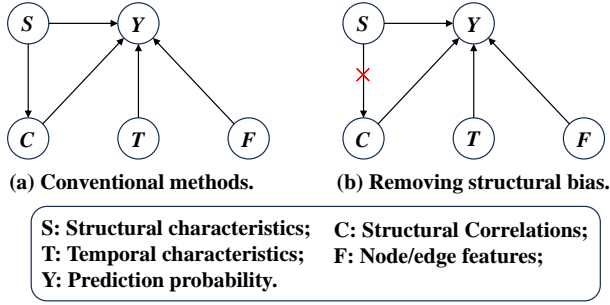 S Y S Y
C T F C T F
(a) Conventional methods. (b) Removing structural bias.
S: Structural characteristics; C: Structural Correlations;
T: Temporal characteristics; F: Node/edge features;
Y: Prediction probability.